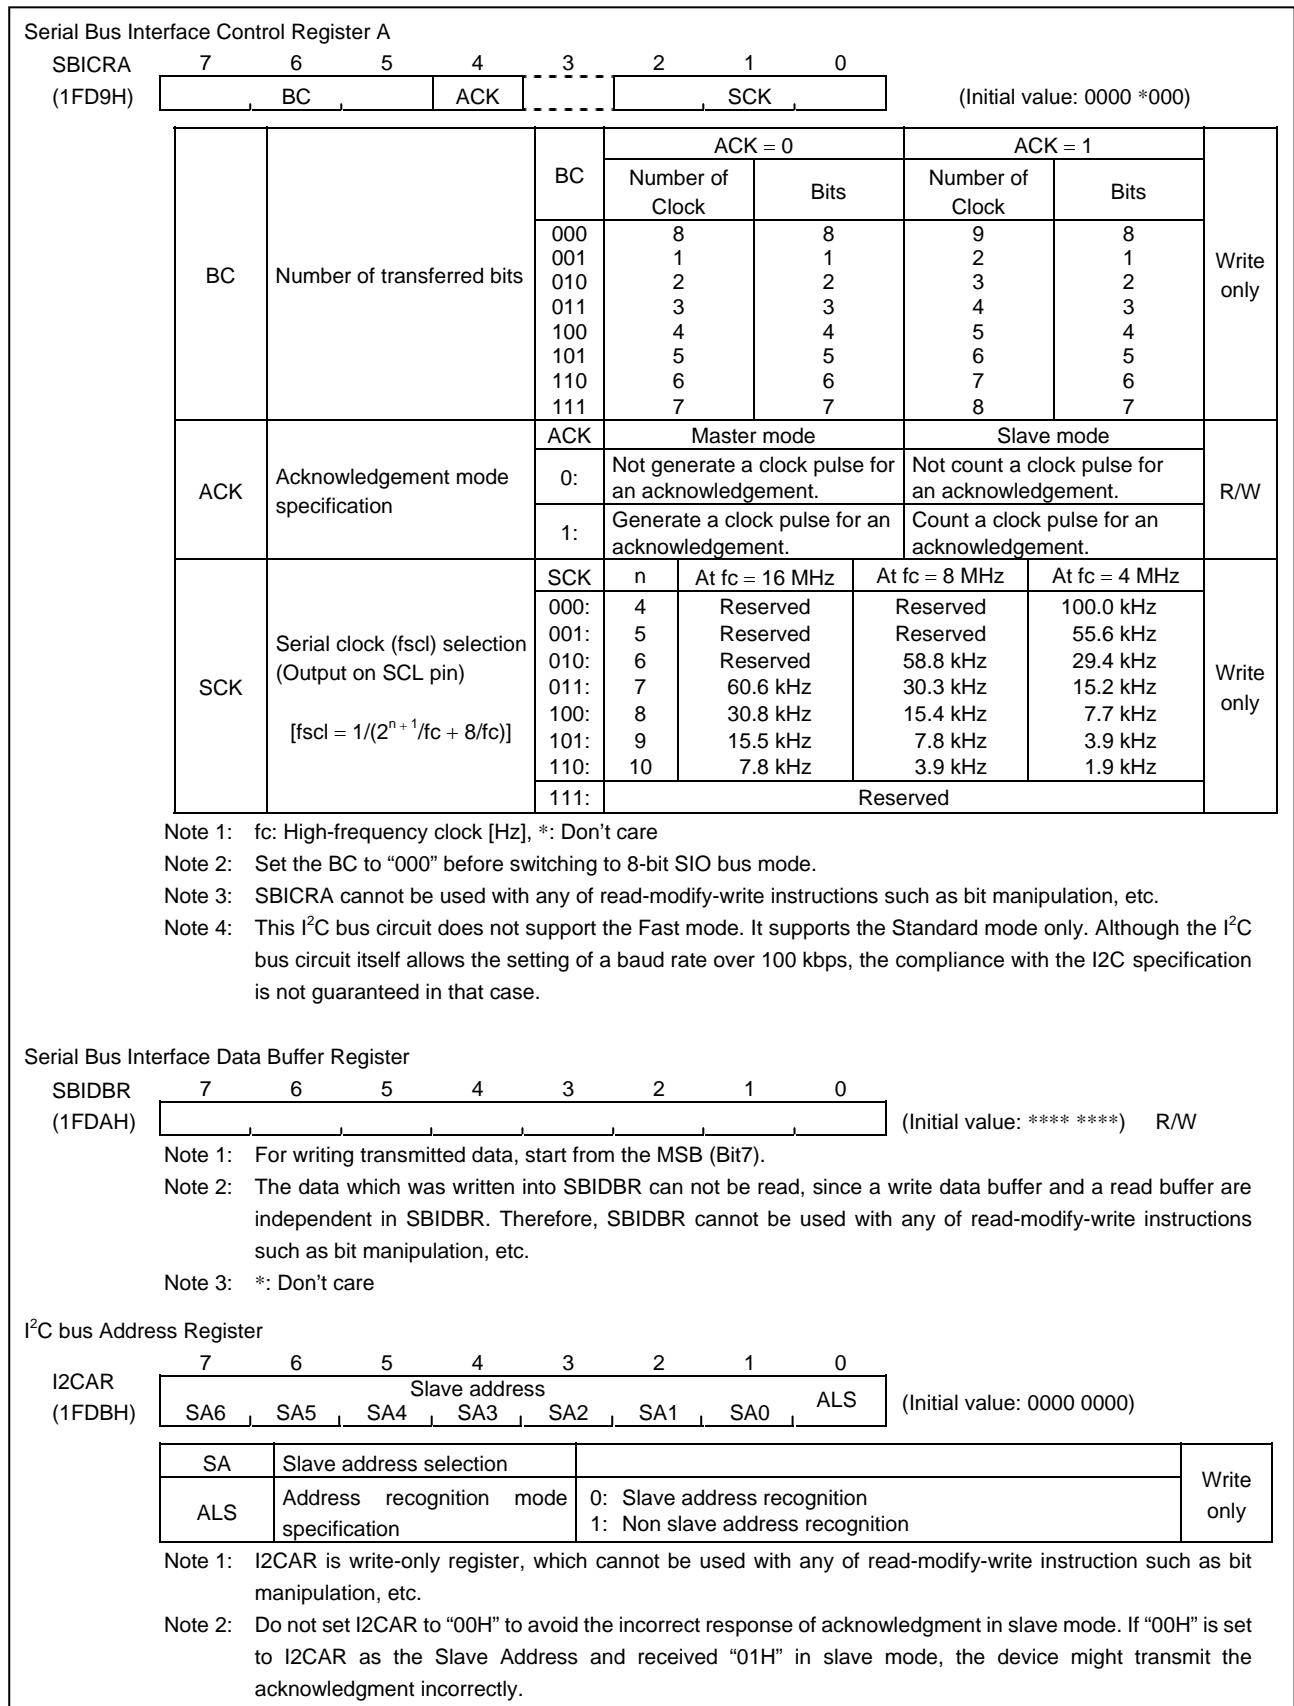 Serial Bus Interface Control Register A
SBICRA 7 6 5 4 3 2 1 0
(1FD9H) BC ACK SCK (Initial value: 0000 *000)
BC Number of transferred bits BC ACK = 0 ACK = 1 Write only
Number of Clock Bits Number of Clock Bits
000 8 8 9 8
001 1 1 2 1
010 2 2 3 2
011 3 3 4 3
100 4 4 5 4
101 5 5 6 5
110 6 6 7 6
111 7 7 8 7
ACK Acknowledgement mode specification ACK Master mode Slave mode R/W
0: Not generate a clock pulse for an acknowledgement. Not count a clock pulse for an acknowledgement.
1: Generate a clock pulse for an acknowledgement. Count a clock pulse for an acknowledgement.
SCK Serial clock (fscl) selection (Output on SCL pin) [fscl = 1/(2^{n + 1}/fc + 8/fc)] SCK n At fc = 16 MHz At fc = 8 MHz At fc = 4 MHz Write only
000: 4 Reserved Reserved 100.0 kHz
001: 5 Reserved Reserved 55.6 kHz
010: 6 Reserved 58.8 kHz 29.4 kHz
011: 7 60.6 kHz 30.3 kHz 15.2 kHz
100: 8 30.8 kHz 15.4 kHz 7.7 kHz
101: 9 15.5 kHz 7.8 kHz 3.9 kHz
110: 10 7.8 kHz 3.9 kHz 1.9 kHz
111: Reserved
Note 1: fc: High-frequency clock [Hz], *: Don't care
Note 2: Set the BC to “000” before switching to 8-bit SIO bus mode.
Note 3: SBICRA cannot be used with any of read-modify-write instructions such as bit manipulation, etc.
Note 4: This I²C bus circuit does not support the Fast mode. It supports the Standard mode only. Although the I²C
bus circuit itself allows the setting of a baud rate over 100 kbps, the compliance with the I2C specification
is not guaranteed in that case.
Serial Bus Interface Data Buffer Register
SBIDBR 7 6 5 4 3 2 1 0
(1FDAH) (Initial value: **** ****) R/W
Note 1: For writing transmitted data, start from the MSB (Bit7).
Note 2: The data which was written into SBIDBR can not be read, since a write data buffer and a read buffer are
independent in SBIDBR. Therefore, SBIDBR cannot be used with any of read-modify-write instructions
such as bit manipulation, etc.
Note 3: *: Don't care
I²C bus Address Register
7 6 5 4 3 2 1 0
I2CAR Slave address
(1FDBH) SA6 SA5 SA4 SA3 SA2 SA1 SA0 ALS (Initial value: 0000 0000)
SA Slave address selection Write only
ALS Address recognition mode specification 0: Slave address recognition
1: Non slave address recognition
Note 1: I2CAR is write-only register, which cannot be used with any of read-modify-write instruction such as bit
manipulation, etc.
Note 2: Do not set I2CAR to “00H” to avoid the incorrect response of acknowledgment in slave mode. If “00H” is set
to I2CAR as the Slave Address and received “01H” in slave mode, the device might transmit the
acknowledgment incorrectly.